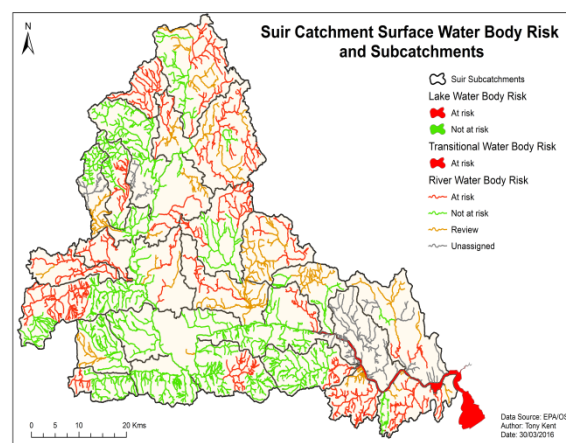 Suir Catchment Surface Water Body Risk
and Subcatchments
N
Suir Subcatchments
Lake Water Body Risk
At risk
Not at risk
Transitional Water Body Risk
At risk
River Water Body Risk
At risk
Not at risk
Review
Unassigned
0 5 10 20 Kms
Data Source: EPA/OS
Author: Tony Kent
Date: 30/03/2016